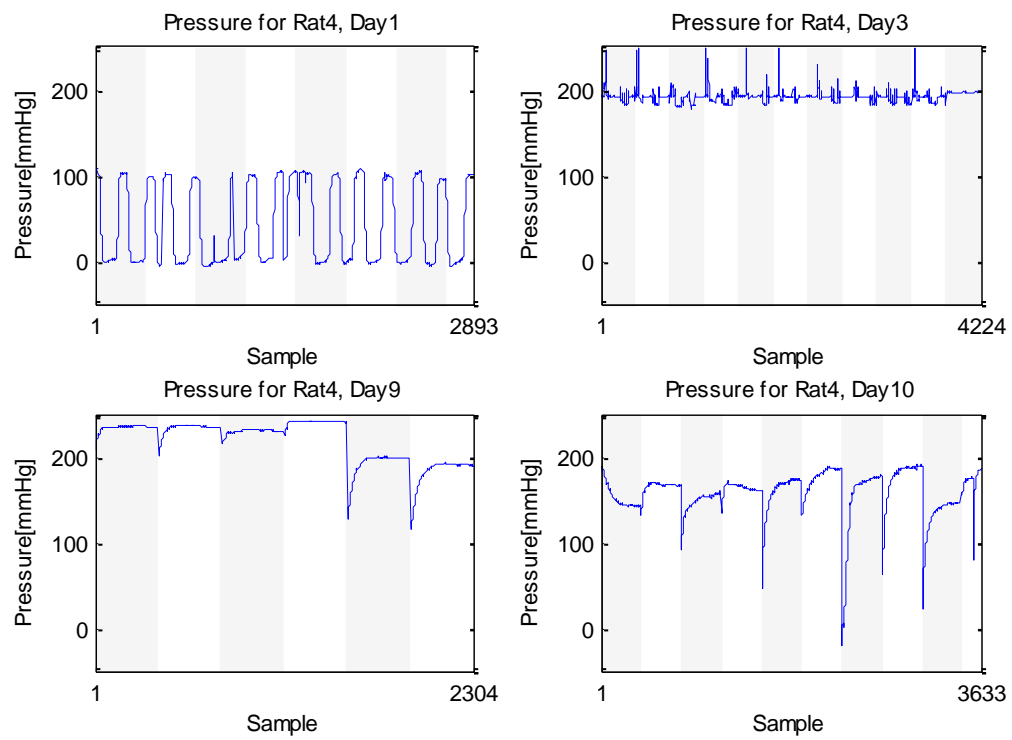 Pressure for Rat4, Day1
Pressure[mmHg]
200
100
0
1
2893
Sample
Pressure for Rat4, Day3
Pressure[mmHg]
200
100
0
1
4224
Sample
Pressure for Rat4, Day9
Pressure[mmHg]
200
100
0
1
2304
Sample
Pressure for Rat4, Day10
Pressure[mmHg]
200
100
0
1
3633
Sample